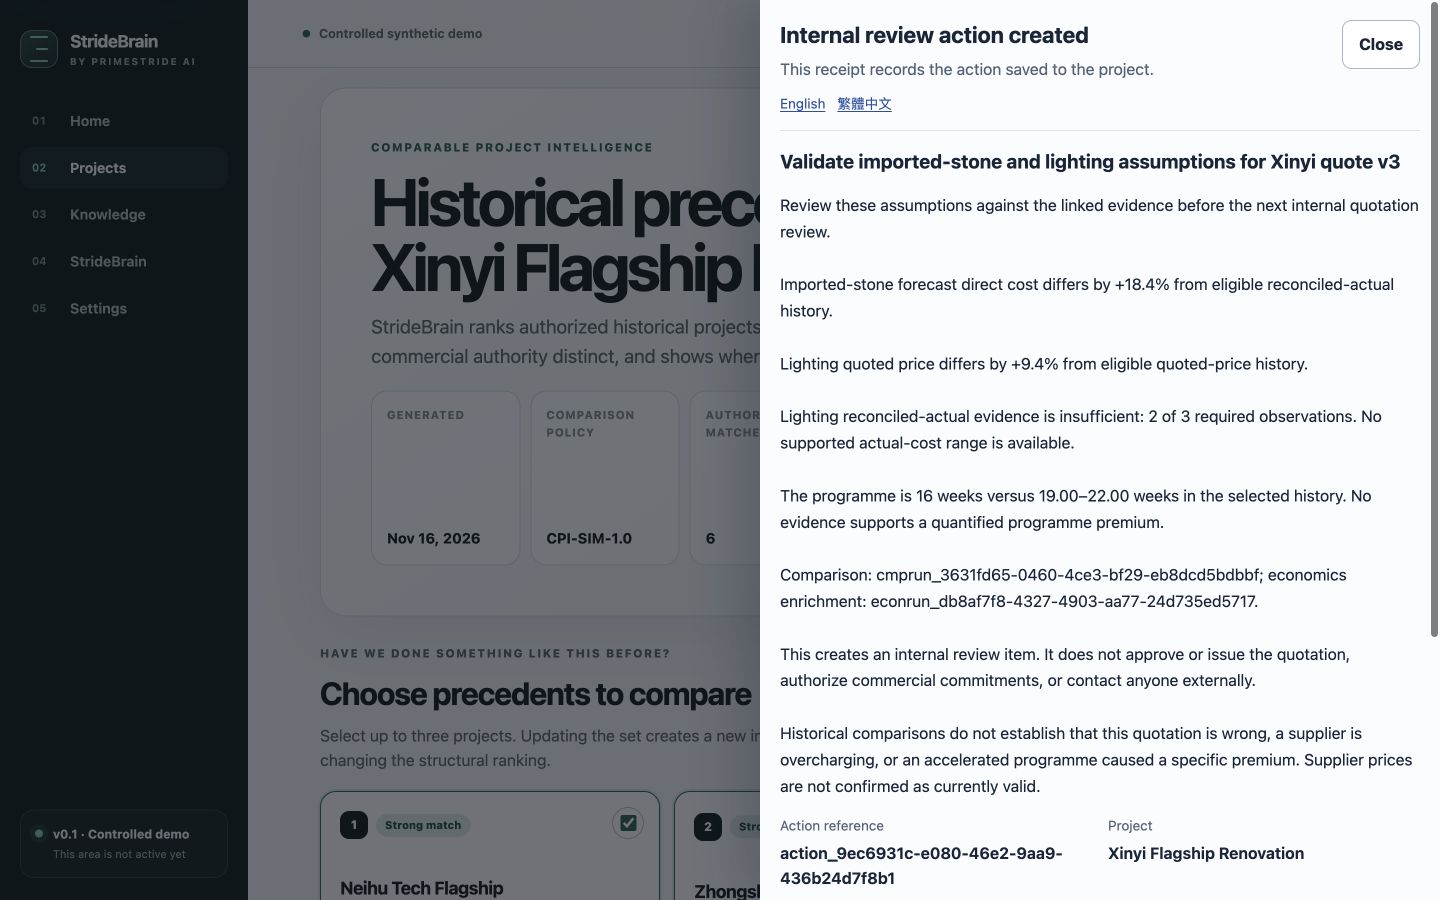 StrideBrain
BY PRIMESTRIDE AI
01 Home
02 Projects
03 Knowledge
04 StrideBrain
05 Settings
v0.1 · Controlled demo
This area is not active yet
Controlled synthetic demo
COMPARABLE PROJECT INTELLIGENCE
Historical
Xinyi Flagship
StrideBrain ranks authorized historical projects
commercial authority distinct, and shows
GENERATED
Nov 16, 2026
COMPARISON
POLICY
CPI-SIM-1.0
6
HAVE WE DONE SOMETHING LIKE THIS BEFORE?
Choose precedents to compare
Select up to three projects. Updating the set creates a new
changing the structural ranking.
1 Strong match
Neihu Tech Flagship
2
Internal review action created
This receipt records the action saved to the project.
Close
English 繁體中文
Validate imported-stone and lighting assumptions for Xinyi quote v3
Review these assumptions against the linked evidence before the next internal quotation
review.
Imported-stone forecast direct cost differs by +18.4% from eligible reconciled-actual
history.
Lighting quoted price differs by +9.4% from eligible quoted-price history.
Lighting reconciled-actual evidence is insufficient: 2 of 3 required observations. No
supported actual-cost range is available.
The programme is 16 weeks versus 19.00–22.00 weeks in the selected history. No
evidence supports a quantified programme premium.
Comparison: cmprun_3631fd65-0460-4ce3-bf29-eb8dcd5bdbbf; economics
enrichment: econrun_db8af7f8-4327-4903-aa77-24d735ed5717.
This creates an internal review item. It does not approve or issue the quotation,
authorize commercial commitments, or contact anyone externally.
Historical comparisons do not establish that this quotation is wrong, a supplier is
overcharging, or an accelerated programme caused a specific premium. Supplier prices
are not confirmed as currently valid.
Action reference
action_9ec6931c-e080-46e2-9aa9-
436b24d7f8b1
Project
Xinyi Flagship Renovation